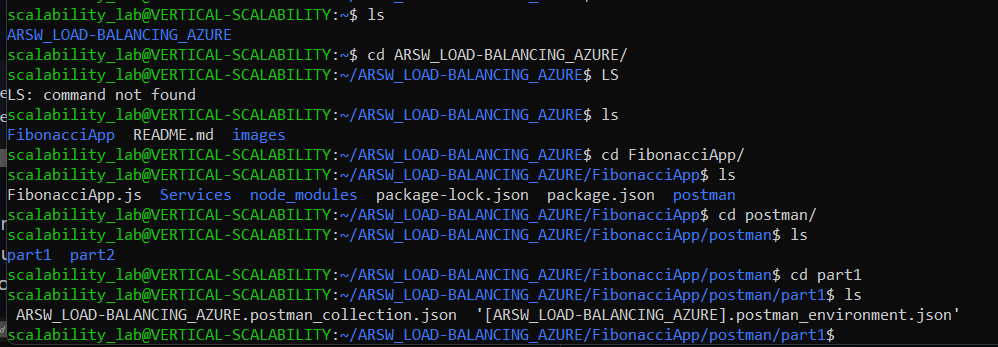 scalability_lab@VERTICAL-SCALABILITY:~$ ls
ARSW_LOAD-BALANCING_AZURE
scalability_lab@VERTICAL-SCALABILITY:~$ cd ARSW_LOAD-BALANCING_AZURE/
scalability_lab@VERTICAL-SCALABILITY:~/ARSW_LOAD-BALANCING_AZURE$ LS
LS: command not found
scalability_lab@VERTICAL-SCALABILITY:~/ARSW_LOAD-BALANCING_AZURE$ ls
FibonacciApp  README.md  images
scalability_lab@VERTICAL-SCALABILITY:~/ARSW_LOAD-BALANCING_AZURE$ cd FibonacciApp/
scalability_lab@VERTICAL-SCALABILITY:~/ARSW_LOAD-BALANCING_AZURE/FibonacciApp$ ls
FibonacciApp.js  Services  node_modules  package-lock.json  package.json  postman
scalability_lab@VERTICAL-SCALABILITY:~/ARSW_LOAD-BALANCING_AZURE/FibonacciApp$ cd postman/
scalability_lab@VERTICAL-SCALABILITY:~/ARSW_LOAD-BALANCING_AZURE/FibonacciApp/postman$ ls
part1  part2
scalability_lab@VERTICAL-SCALABILITY:~/ARSW_LOAD-BALANCING_AZURE/FibonacciApp/postman$ cd part1
scalability_lab@VERTICAL-SCALABILITY:~/ARSW_LOAD-BALANCING_AZURE/FibonacciApp/postman/part1$ ls
ARSW_LOAD-BALANCING_AZURE.postman_collection.json  '[ARSW_LOAD-BALANCING_AZURE].postman_environment.json'
scalability_lab@VERTICAL-SCALABILITY:~/ARSW_LOAD-BALANCING_AZURE/FibonacciApp/postman/part1$